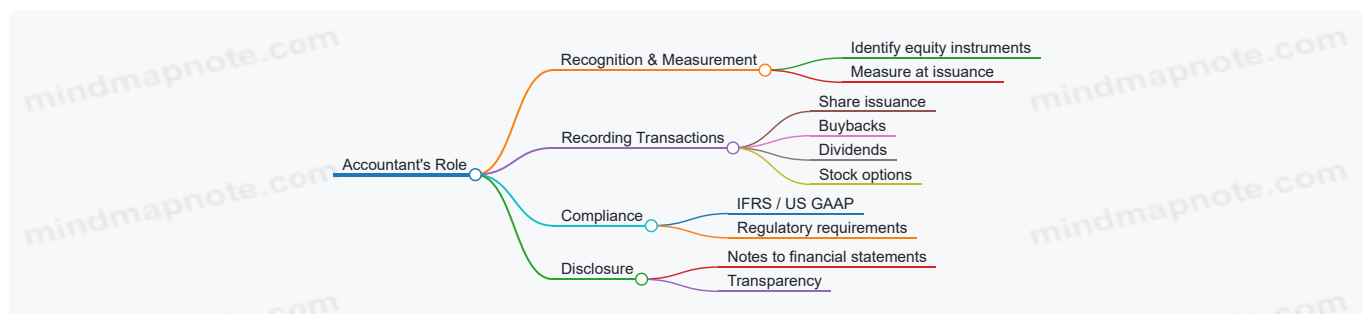 mindmapnote.com
mindmapnote.com
Accountant's Role
Recognition & Measurement
Identify equity instruments
Measure at issuance
Recording Transactions
Share issuance
Buybacks
Dividends
Stock options
Compliance
IFRS / US GAAP
Regulatory requirements
Disclosure
Notes to financial statements
Transparency
mindmapnote.com
mindmapnote.com